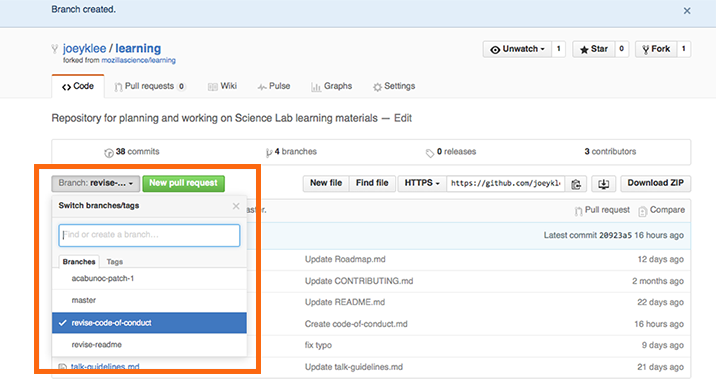 Branch created. ×
joeyklee / learning
forked from mozillascience/learning
Unwatch 1 Star 0 Fork 1
Code Pull requests 0 Wiki Pulse Graphs Settings
Repository for planning and working on Science Lab learning materials — Edit
38 commits 4 branches 0 releases 3 contributors
Branch: revise-... New pull request New file Find file HTTPS https://github.com/joeykl Download ZIP
Switch branches/tags ×
Pull request Compare
Find or create a branch...
Latest commit 20923a5 16 hours ago
Branches Tags
Update Roadmap.md 12 days ago
acabunoc-patch-1
Update CONTRIBUTING.md 2 months ago
master
Update README.md 22 days ago
revise-code-of-conduct
Create code-of-conduct.md 16 hours ago
revise-readme
fix typo 9 days ago
talk-guidelines.md Update talk-guidelines.md 21 days ago